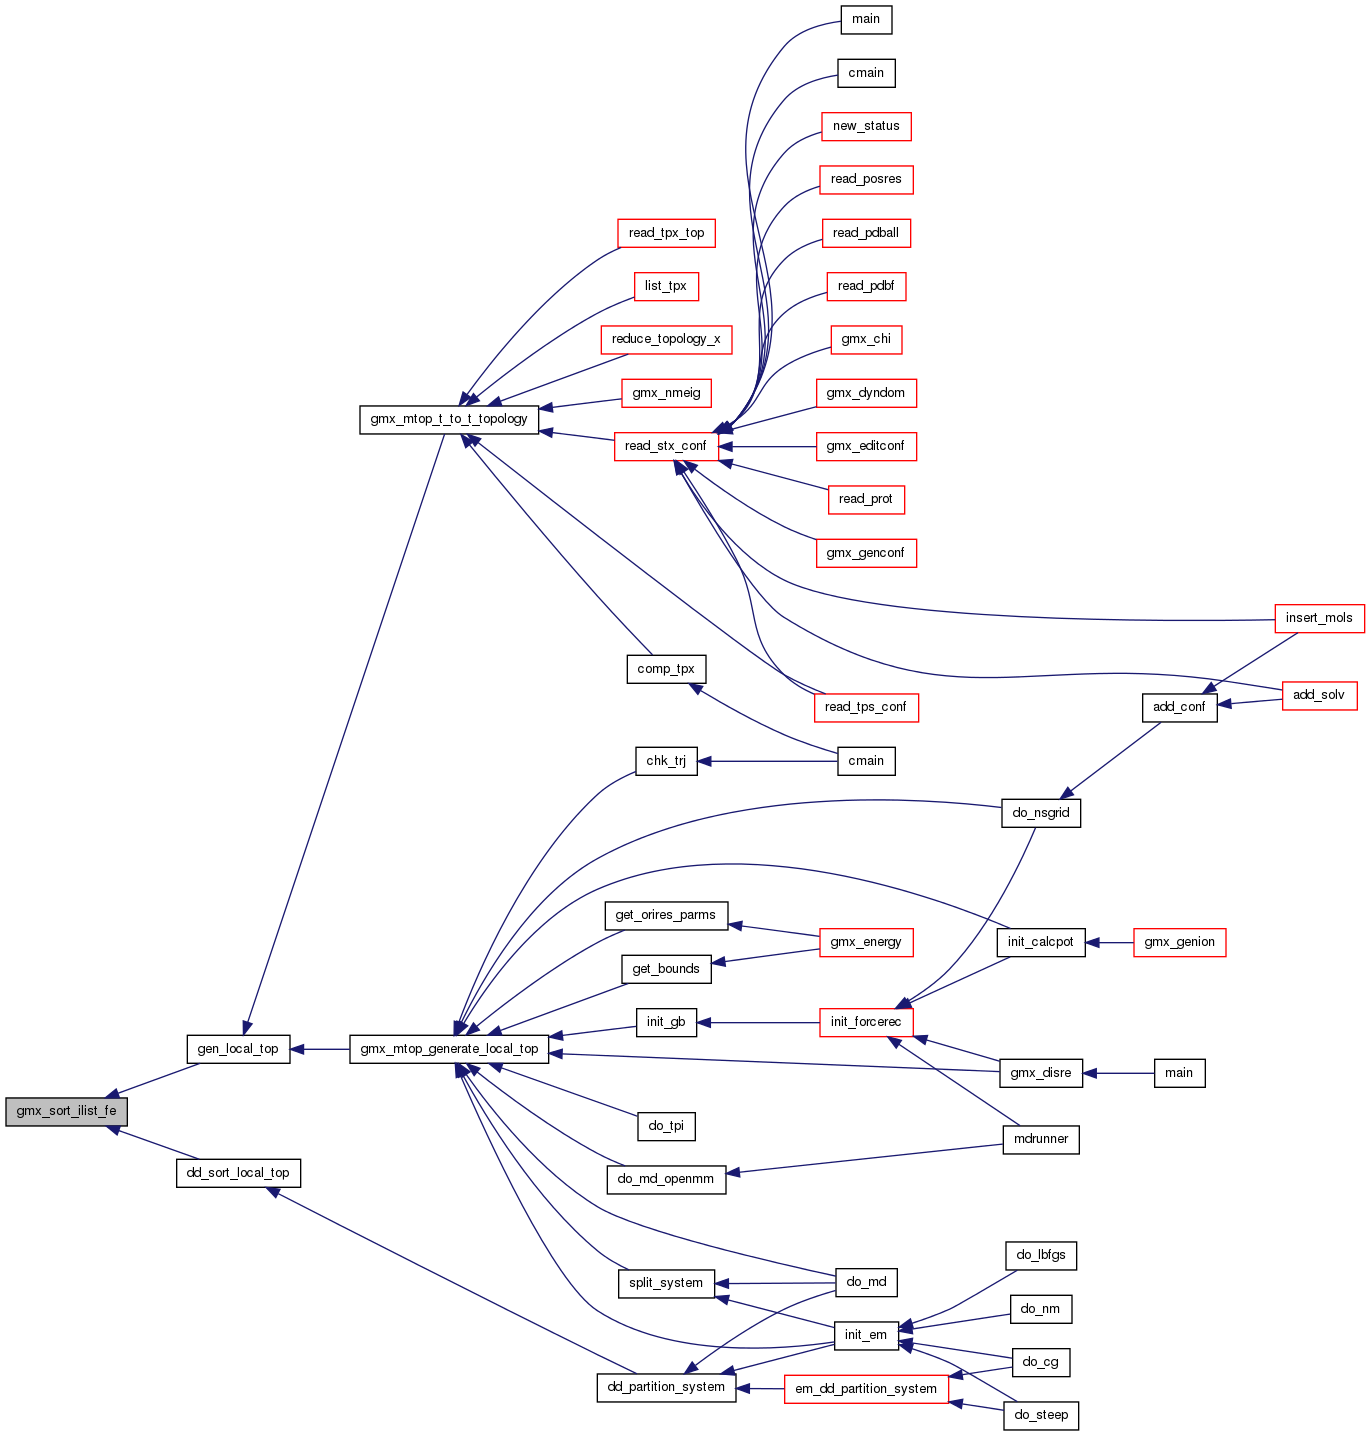 main
cmain
new_status
read_posres
read_pdball
read_pdbf
gmx_chi
gmx_dyndom
gmx_editconf
read_prot
gmx_genconf
read_tpx_top
list_tpx
reduce_topology_x
gmx_nmeig
read_stx_conf
gmx_mtop_t_to_t_topology
insert_mols
comp_tpx
read_tps_conf
add_conf
add_solv
chk_trj
cmain
do_nsgrid
get_orires_parms
gmx_energy
init_calcpot
gmx_genion
get_bounds
init_gb
init_forcerec
gen_local_top
gmx_mtop_generate_local_top
gmx_disre
main
gmx_sort_ilist_fe
do_tpi
mdrunner
dd_sort_local_top
do_md_openmm
do_lbfgs
split_system
do_md
do_nm
init_em
do_cg
dd_partition_system
em_dd_partition_system
do_steep